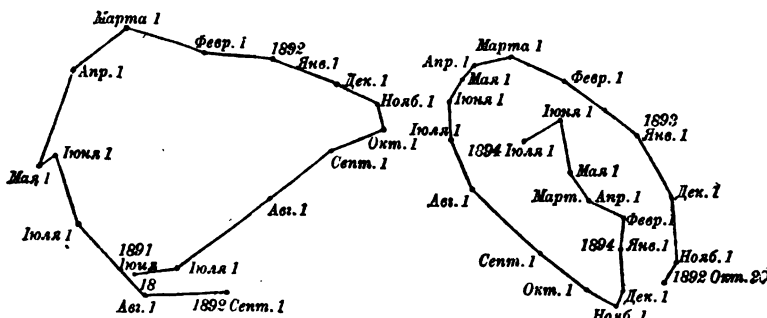 Марта 1
Февр. 1
1892
Янв. 1
Дек. 1
Нояб. 1
Окт. 1
Сент. 1
Авг. 1
Іюля 1
1891
Іюня
18
Апр. 1
Мая 1
Іюня 1
Іюля 1
Авг. 1
1892 Сент. 1
Марта 1
Апр. 1
Мая 1
Іюня 1
Іюля 1
Авг. 1
Сент. 1
Окт. 1
Нояб. 1
Февр. 1
1893
Янв. 1
Дек. 1
Нояб. 1
1892 Окт. 20
Іюня 1
1894 Іюля 1
Мая 1
Март.
Апр. 1
Февр. 1
1894
Янв. 1
Дек. 1